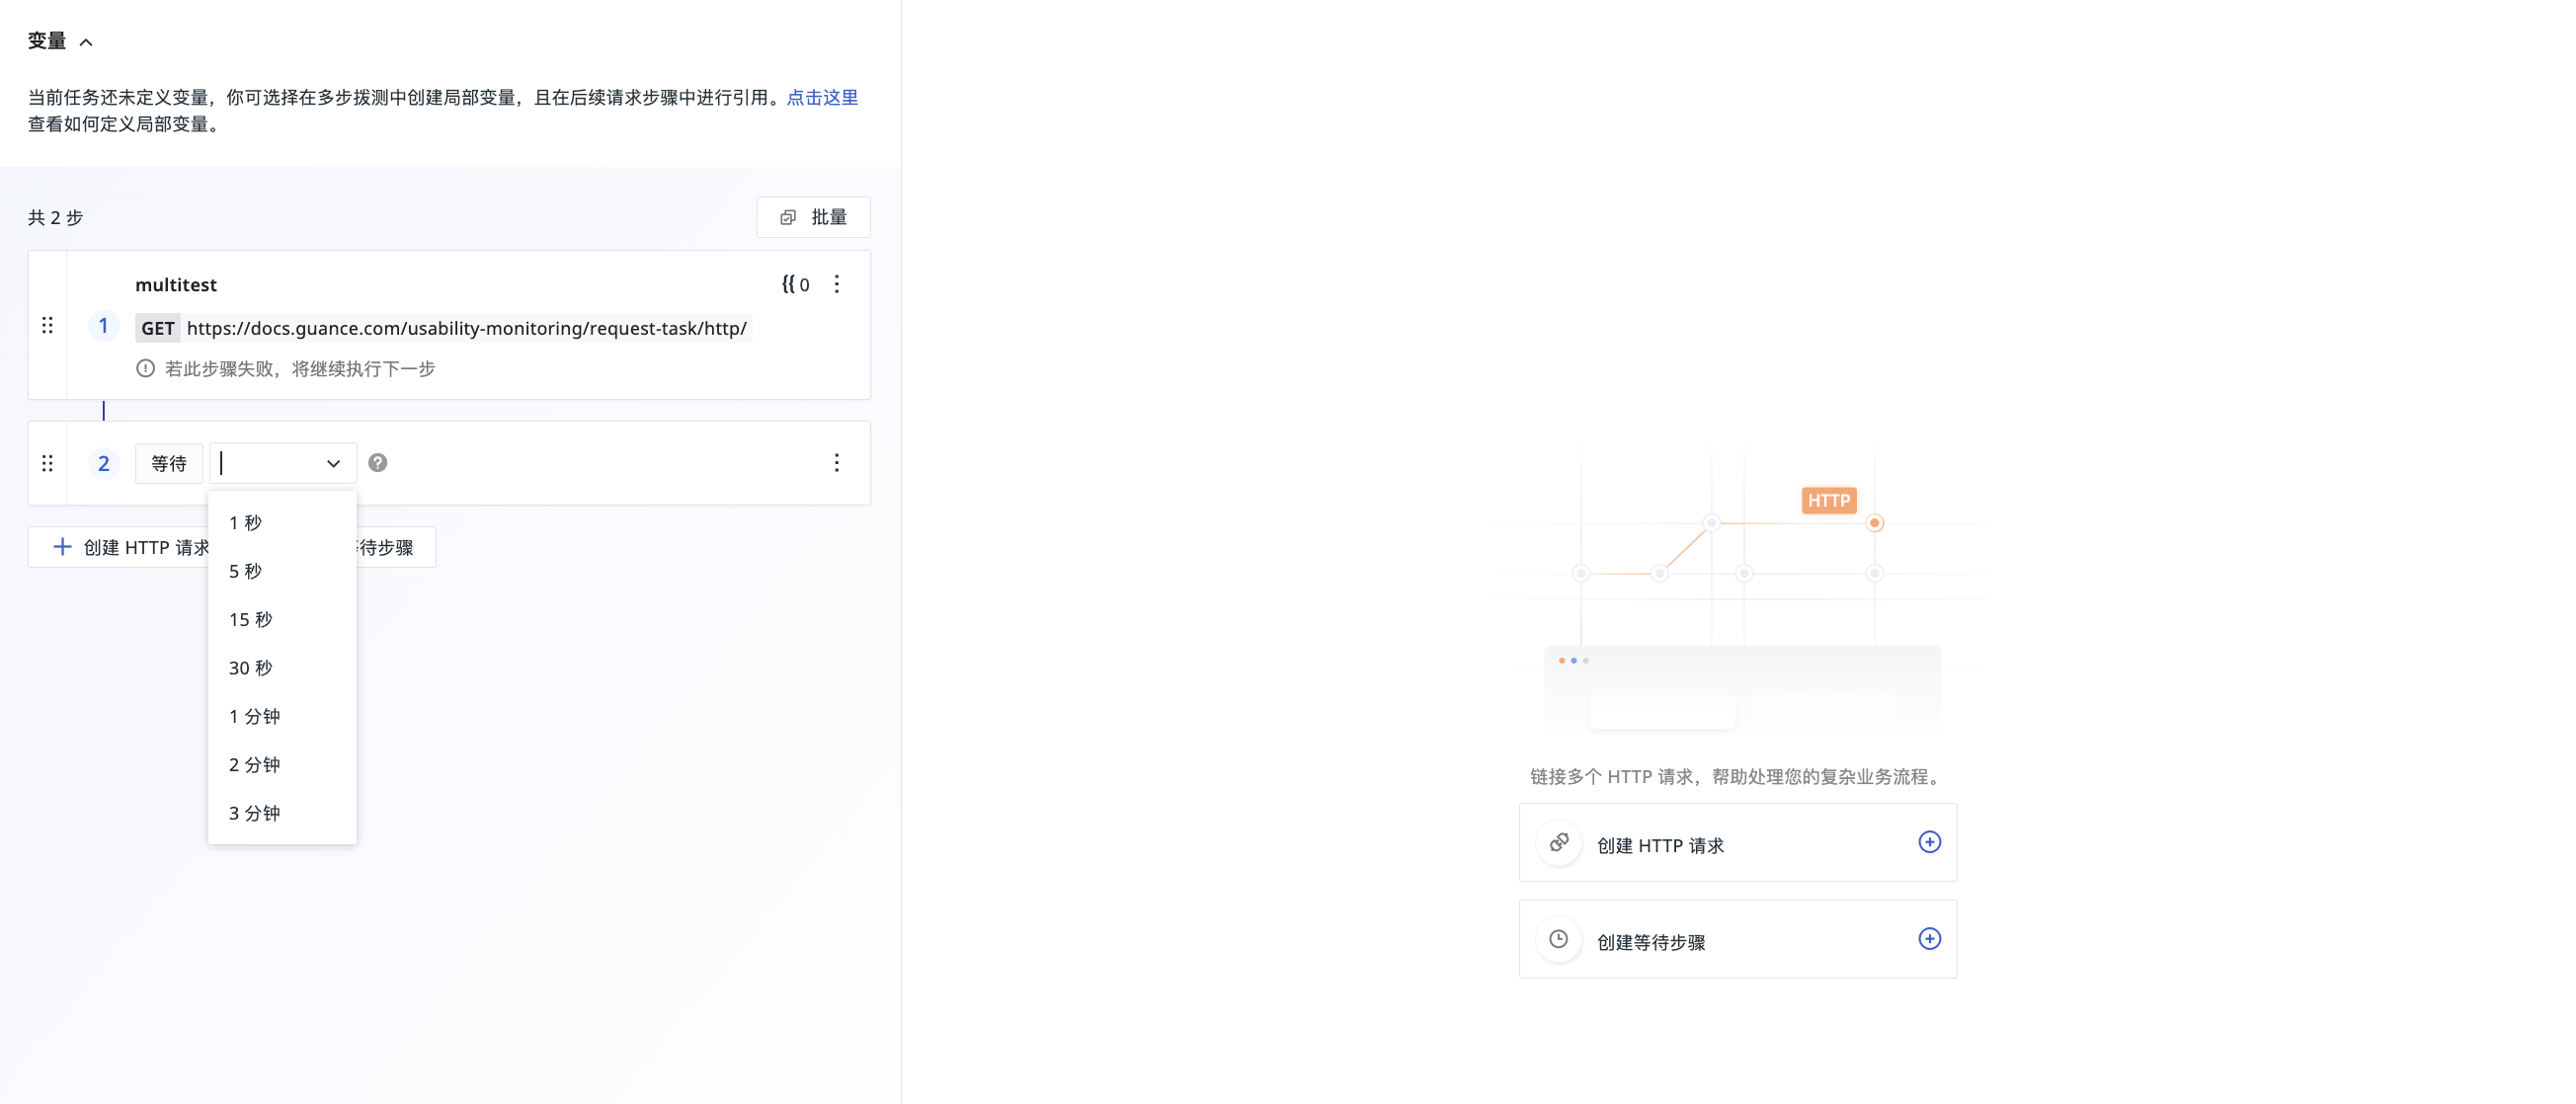 变量
当前任务还未定义变量，你可选择在多步拨测中创建局部变量，且在后续请求步骤中进行引用。点击这里
查看如何定义局部变量。
共 2 步
批量
multitest
{{ 0
1
GET https://docs.guance.com/usability-monitoring/request-task/http/
若此步骤失败，将继续执行下一步
2
等待
创建 HTTP 请求
待步骤
1 秒
5 秒
15 秒
30 秒
1 分钟
2 分钟
3 分钟
HTTP
链接多个 HTTP 请求，帮助处理您的复杂业务流程。
创建 HTTP 请求
创建等待步骤